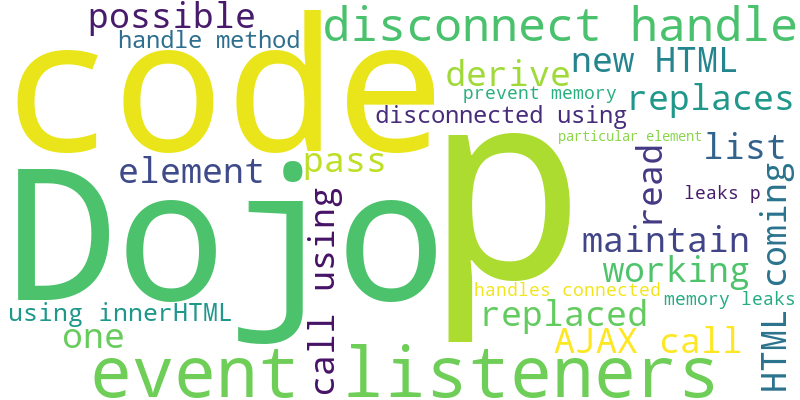 possible
disconnect handle
handle method
code
new HTML
derive
prevent memory
replaces
disconnected using
particular element
list
pass
element
Dojo
p
read
HTML coming
leaks p
call using
maintain
working
handles connected
memory leaks
using innerHTML
replaced
one
AJAX call
event listeners